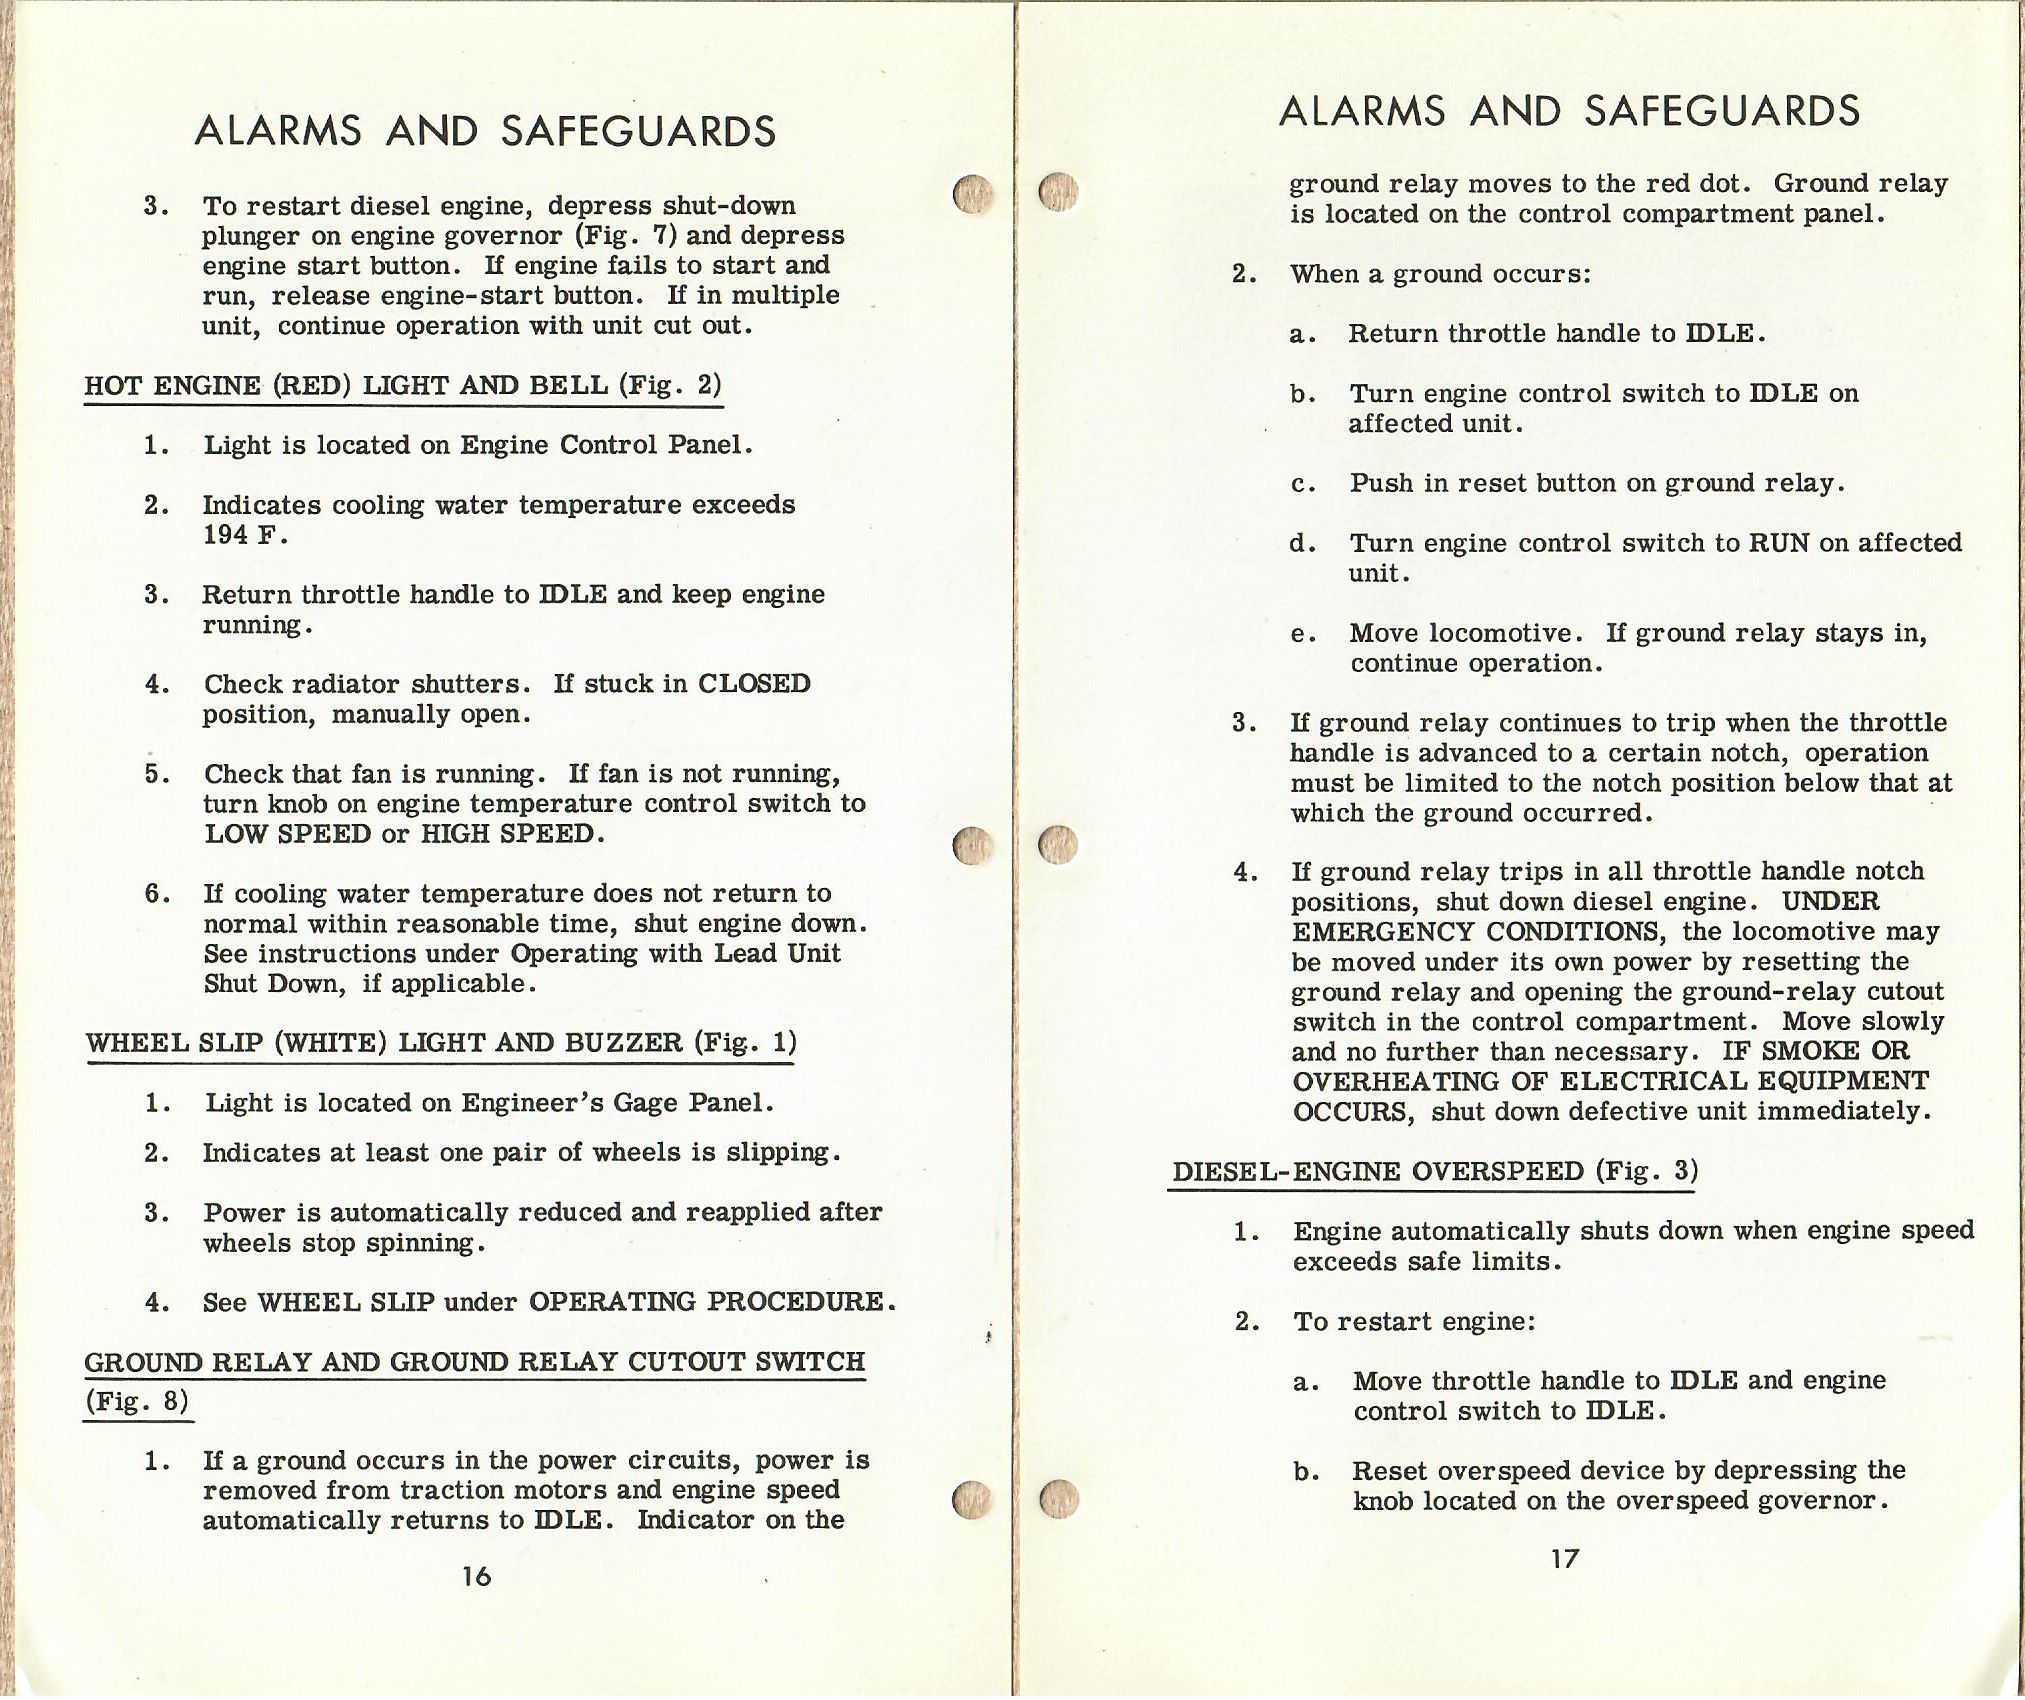 ALARMS AND SAFEGUARDS
3. To restart diesel engine, depress shut-down
plunger on engine governor (Fig. 7) and depress
engine start button. If engine fails to start and
run, release engine-start button. If in multiple
unit, continue operation with unit cut out.
HOT ENGINE (RED) LIGHT AND BELL (Fig. 2)
1. Light is located on Engine Control Panel.
2. Indicates cooling water temperature exceeds
194 F.
3. Return throttle handle to IDLE and keep engine
running.
4. Check radiator shutters. If stuck in CLOSED
position, manually open.
5. Check that fan is running. If fan is not running,
turn knob on engine temperature control switch to
LOW SPEED or HIGH SPEED.
6. If cooling water temperature does not return to
normal within reasonable time, shut engine down.
See instructions under Operating with Lead Unit
Shut Down, if applicable.
WHEEL SLIP (WHITE) LIGHT AND BUZZER (Fig. 1)
1. Light is located on Engineer's Gage Panel.
2. Indicates at least one pair of wheels is slipping.
3. Power is automatically reduced and reapplied after
wheels stop spinning.
4. See WHEEL SLIP under OPERATING PROCEDURE.
GROUND RELAY AND GROUND RELAY CUTOUT SWITCH
(Fig. 8)
1. If a ground occurs in the power circuits, power is
removed from traction motors and engine speed
automatically returns to IDLE. Indicator on the
16
ALARMS AND SAFEGUARDS
ground relay moves to the red dot. Ground relay
is located on the control compartment panel.
2. When a ground occurs:
a. Return throttle handle to IDLE.
b. Turn engine control switch to IDLE on
affected unit.
c. Push in reset button on ground relay.
d. Turn engine control switch to RUN on affected
unit.
e. Move locomotive. If ground relay stays in,
continue operation.
3. If ground relay continues to trip when the throttle
handle is advanced to a certain notch, operation
must be limited to the notch position below that at
which the ground occurred.
4. If ground relay trips in all throttle handle notch
positions, shut down diesel engine. UNDER
EMERGENCY CONDITIONS, the locomotive may
be moved under its own power by resetting the
ground relay and opening the ground-relay cutout
switch in the control compartment. Move slowly
and no further than necessary. IF SMOKE OR
OVERHEATING OF ELECTRICAL EQUIPMENT
OCCURS, shut down defective unit immediately.
DIESEL-ENGINE OVERSPEED (Fig. 3)
1. Engine automatically shuts down when engine speed
exceeds safe limits.
2. To restart engine:
a. Move throttle handle to IDLE and engine
control switch to IDLE.
b. Reset overspeed device by depressing the
knob located on the overspeed governor.
17